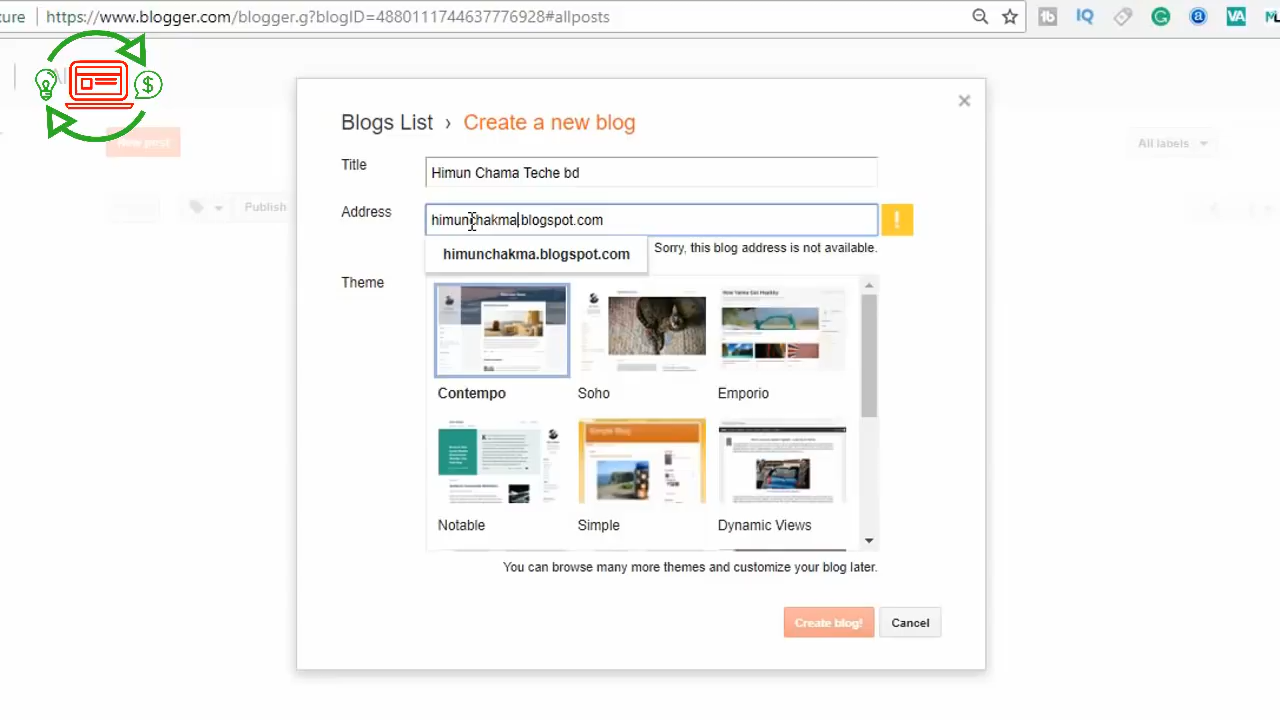 cure https://www.blogger.com/blogger.g?blogID=4880111744637776928#allposts
Blogs List › Create a new blog
New post
All labels
Title
Himun Chama Teche bd
Address
himunchakma.blogspot.com
!
himunchakma.blogspot.com
Sorry, this blog address is not available.
Publish
Theme
Contempo
Soho
Emporio
Notable
Simple
Dynamic Views
You can browse many more themes and customize your blog later.
Create blog!
Cancel